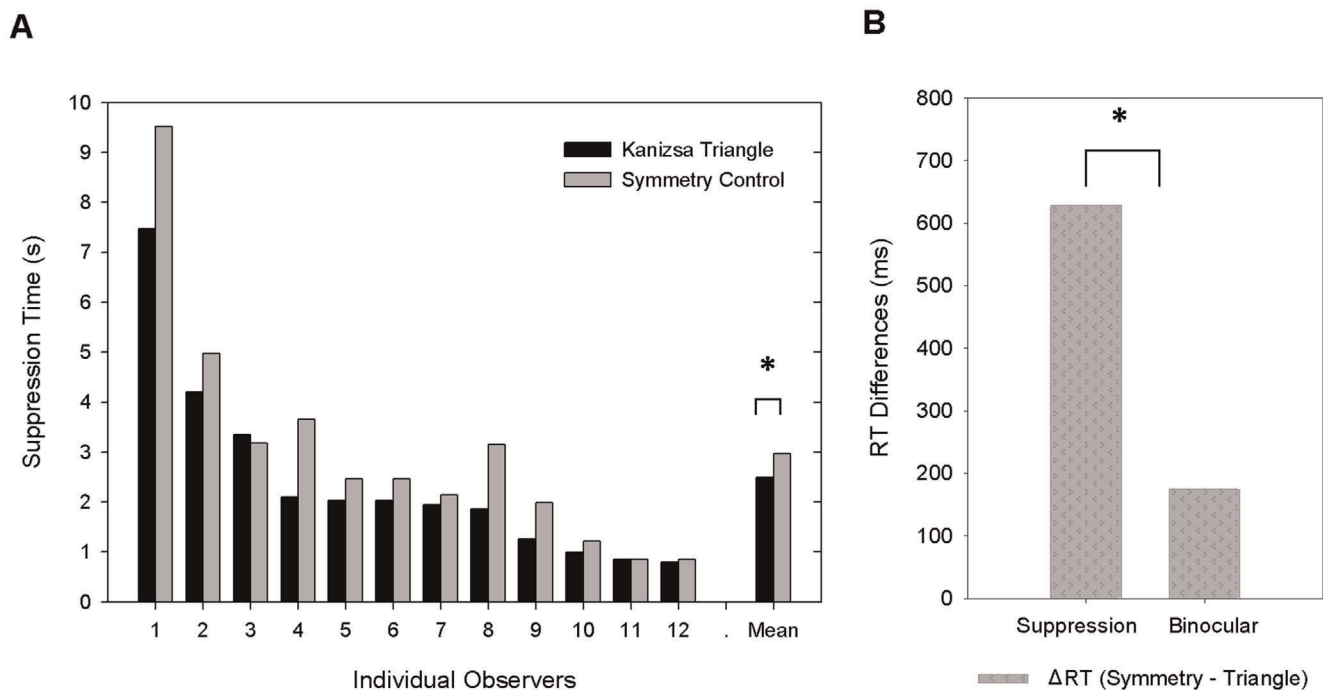 A
B
10
9
8
7
6
5
4
3
2
1
0
Suppression Time (s)
Kanizsa Triangle
Symmetry Control
*
1 2 3 4 5 6 7 8 9 10 11 12 . Mean
Individual Observers
800
700
600
500
400
300
200
100
0
RT Differences (ms)
*
Suppression Binocular
ΔRT (Symmetry - Triangle)